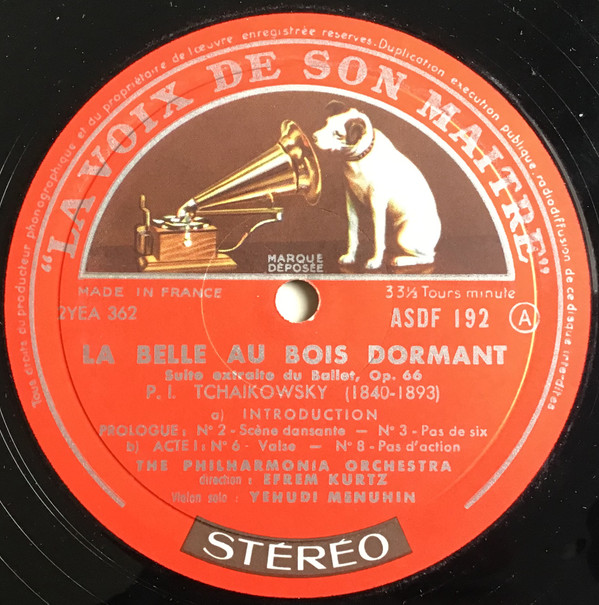 Tous droits du producteur phonographique et du propriétaire de l'œuvre enregistrée réservés. Duplication exécution publique, radiodiffusion de ce disque interdites
"LA VOIX DE SON MAITRE"
MARQUE
DÉPOSÉE
MADE IN FRANCE
33⅓ Tours minute
2YEA 362
ASDF 192 A
LA BELLE AU BOIS DORMANT
Suite extraite du Ballet, Op. 66
P. I. TCHAIKOWSKY (1840-1893)
a) INTRODUCTION
PROLOGUE: N° 2 - Scène dansante — N° 3 - Pas de six
b) ACTE I: N° 6 - Valse — N° 8 - Pas d'action
THE PHILHARMONIA ORCHESTRA
direction: EFREM KURTZ
Violon solo: YEHUDI MENUHIN
STÉRÉO